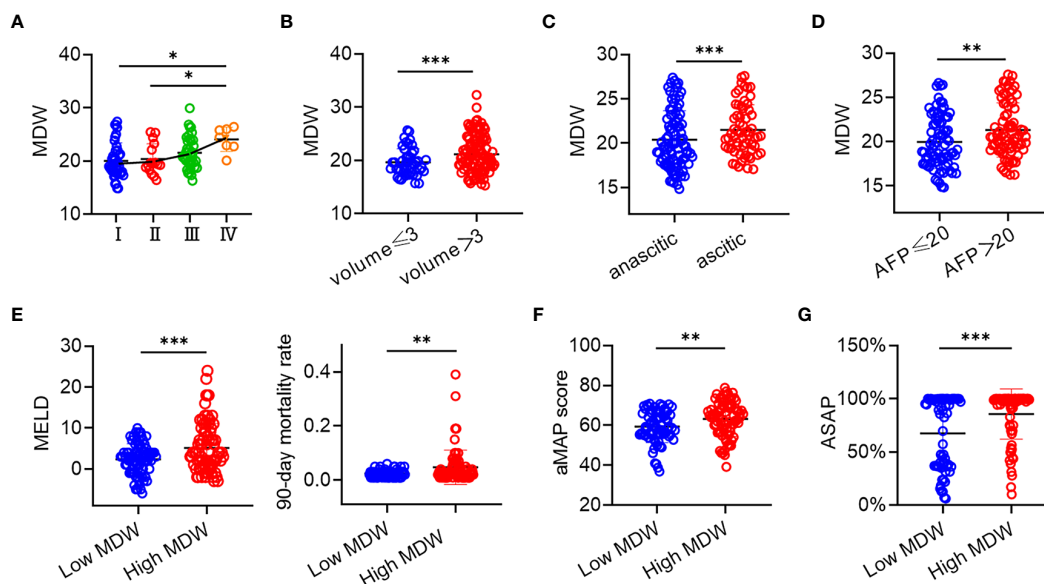 A
MDW
40
30
20
10
*
*
Ⅰ Ⅱ Ⅲ Ⅳ
B
MDW
40
30
20
10
***
volume≤3
volume>3
C
MDW
30
25
20
15
***
anascitic
ascitic
D
MDW
30
25
20
15
**
AFP≤20
AFP>20
E
MELD
30
20
10
0
***
Low MDW
High MDW
90-day mortality rate
0.4
0.2
0.0
**
Low MDW
High MDW
F
aMAP score
100
80
60
40
20
**
Low MDW
High MDW
G
ASAP
150%
100%
50%
0%
***
Low MDW
High MDW